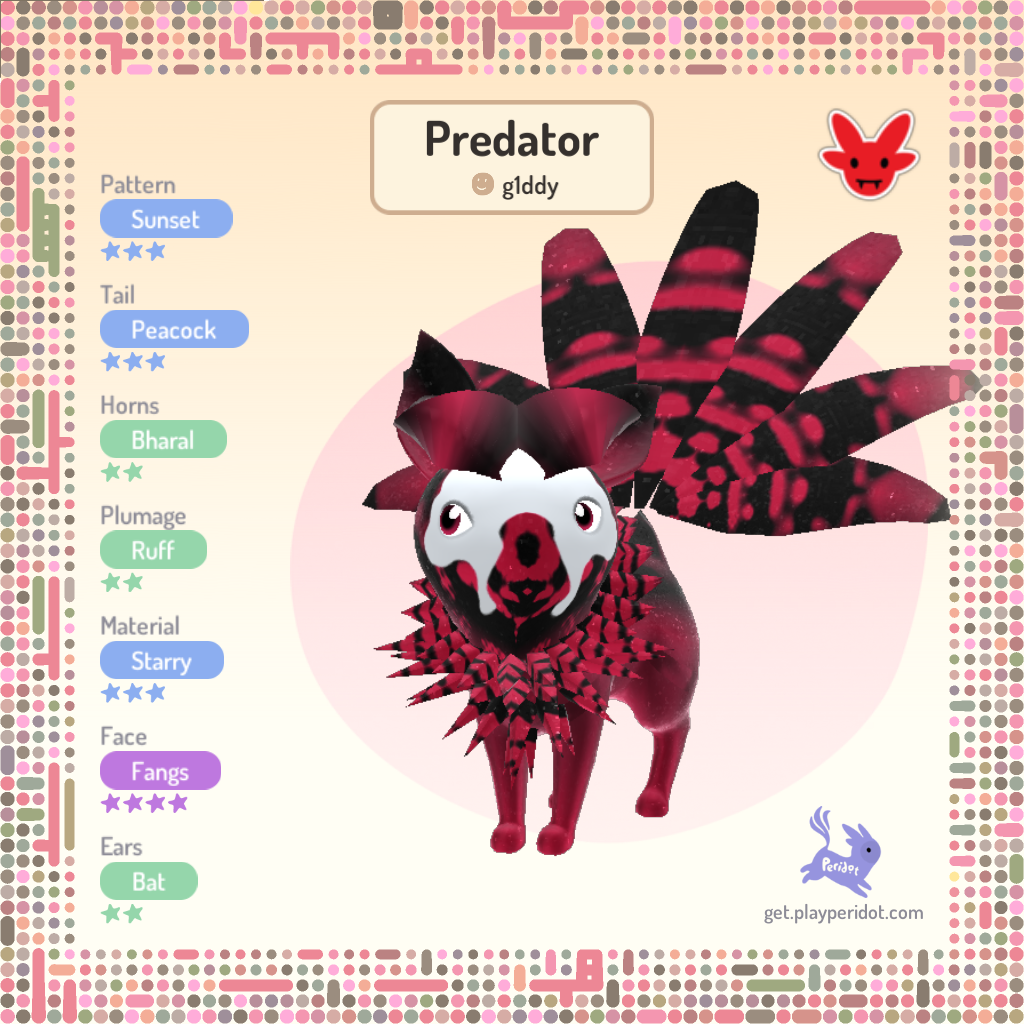 Predator
g1ddy
Pattern
Sunset
Tail
Peacock
Horns
Bharal
Plumage
Ruff
Material
Starry
Face
Fangs
Ears
Bat
Peridot
get.playperidot.com